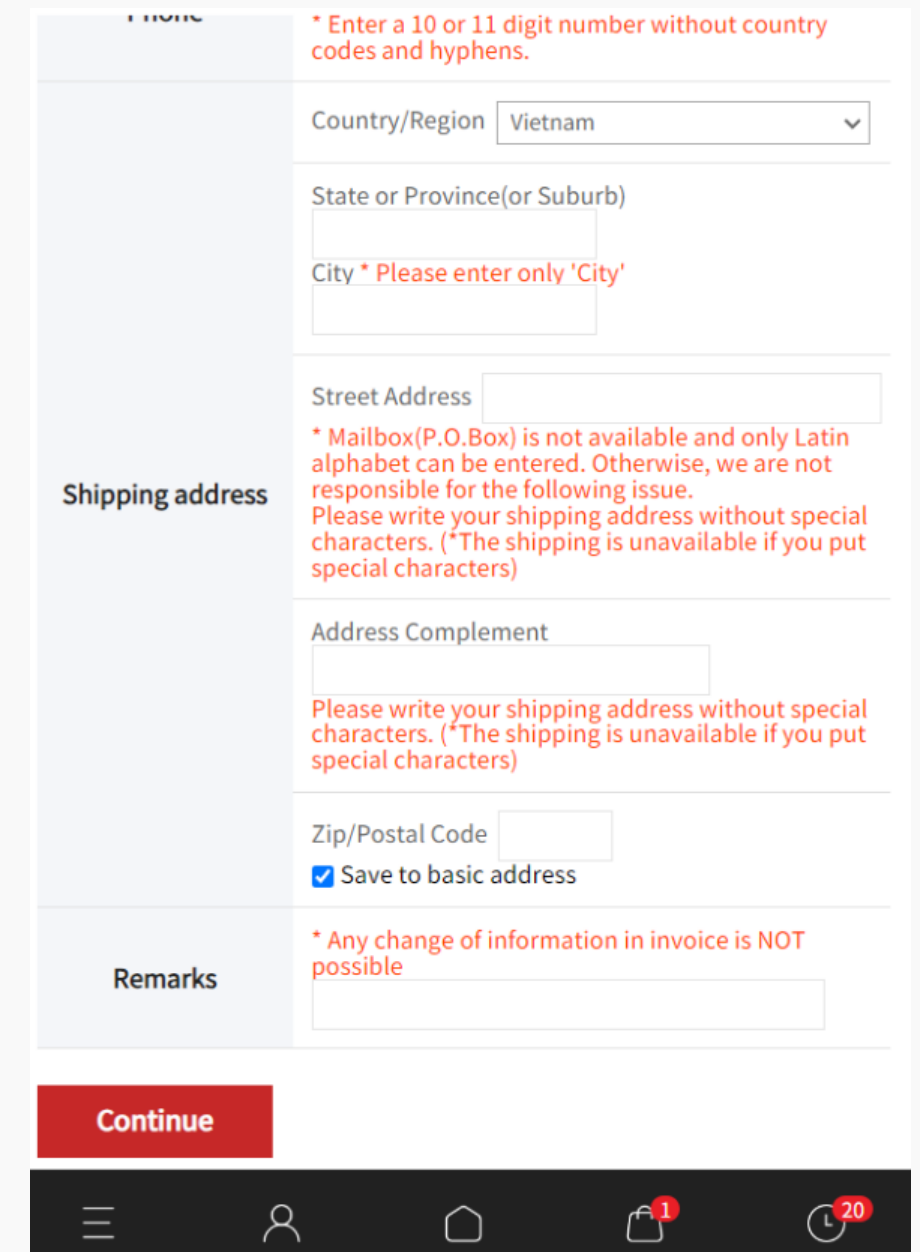 * Enter a 10 or 11 digit number without country
codes and hyphens.
Shipping address
Country/Region Vietnam
State or Province(or Suburb)
City * Please enter only 'City'
Street Address
* Mailbox(P.O.Box) is not available and only Latin
alphabet can be entered. Otherwise, we are not
responsible for the following issue.
Please write your shipping address without special
characters. (*The shipping is unavailable if you put
special characters)
Address Complement
Please write your shipping address without special
characters. (*The shipping is unavailable if you put
special characters)
Zip/Postal Code
Save to basic address
Remarks
* Any change of information in invoice is NOT
possible
Continue
1
20